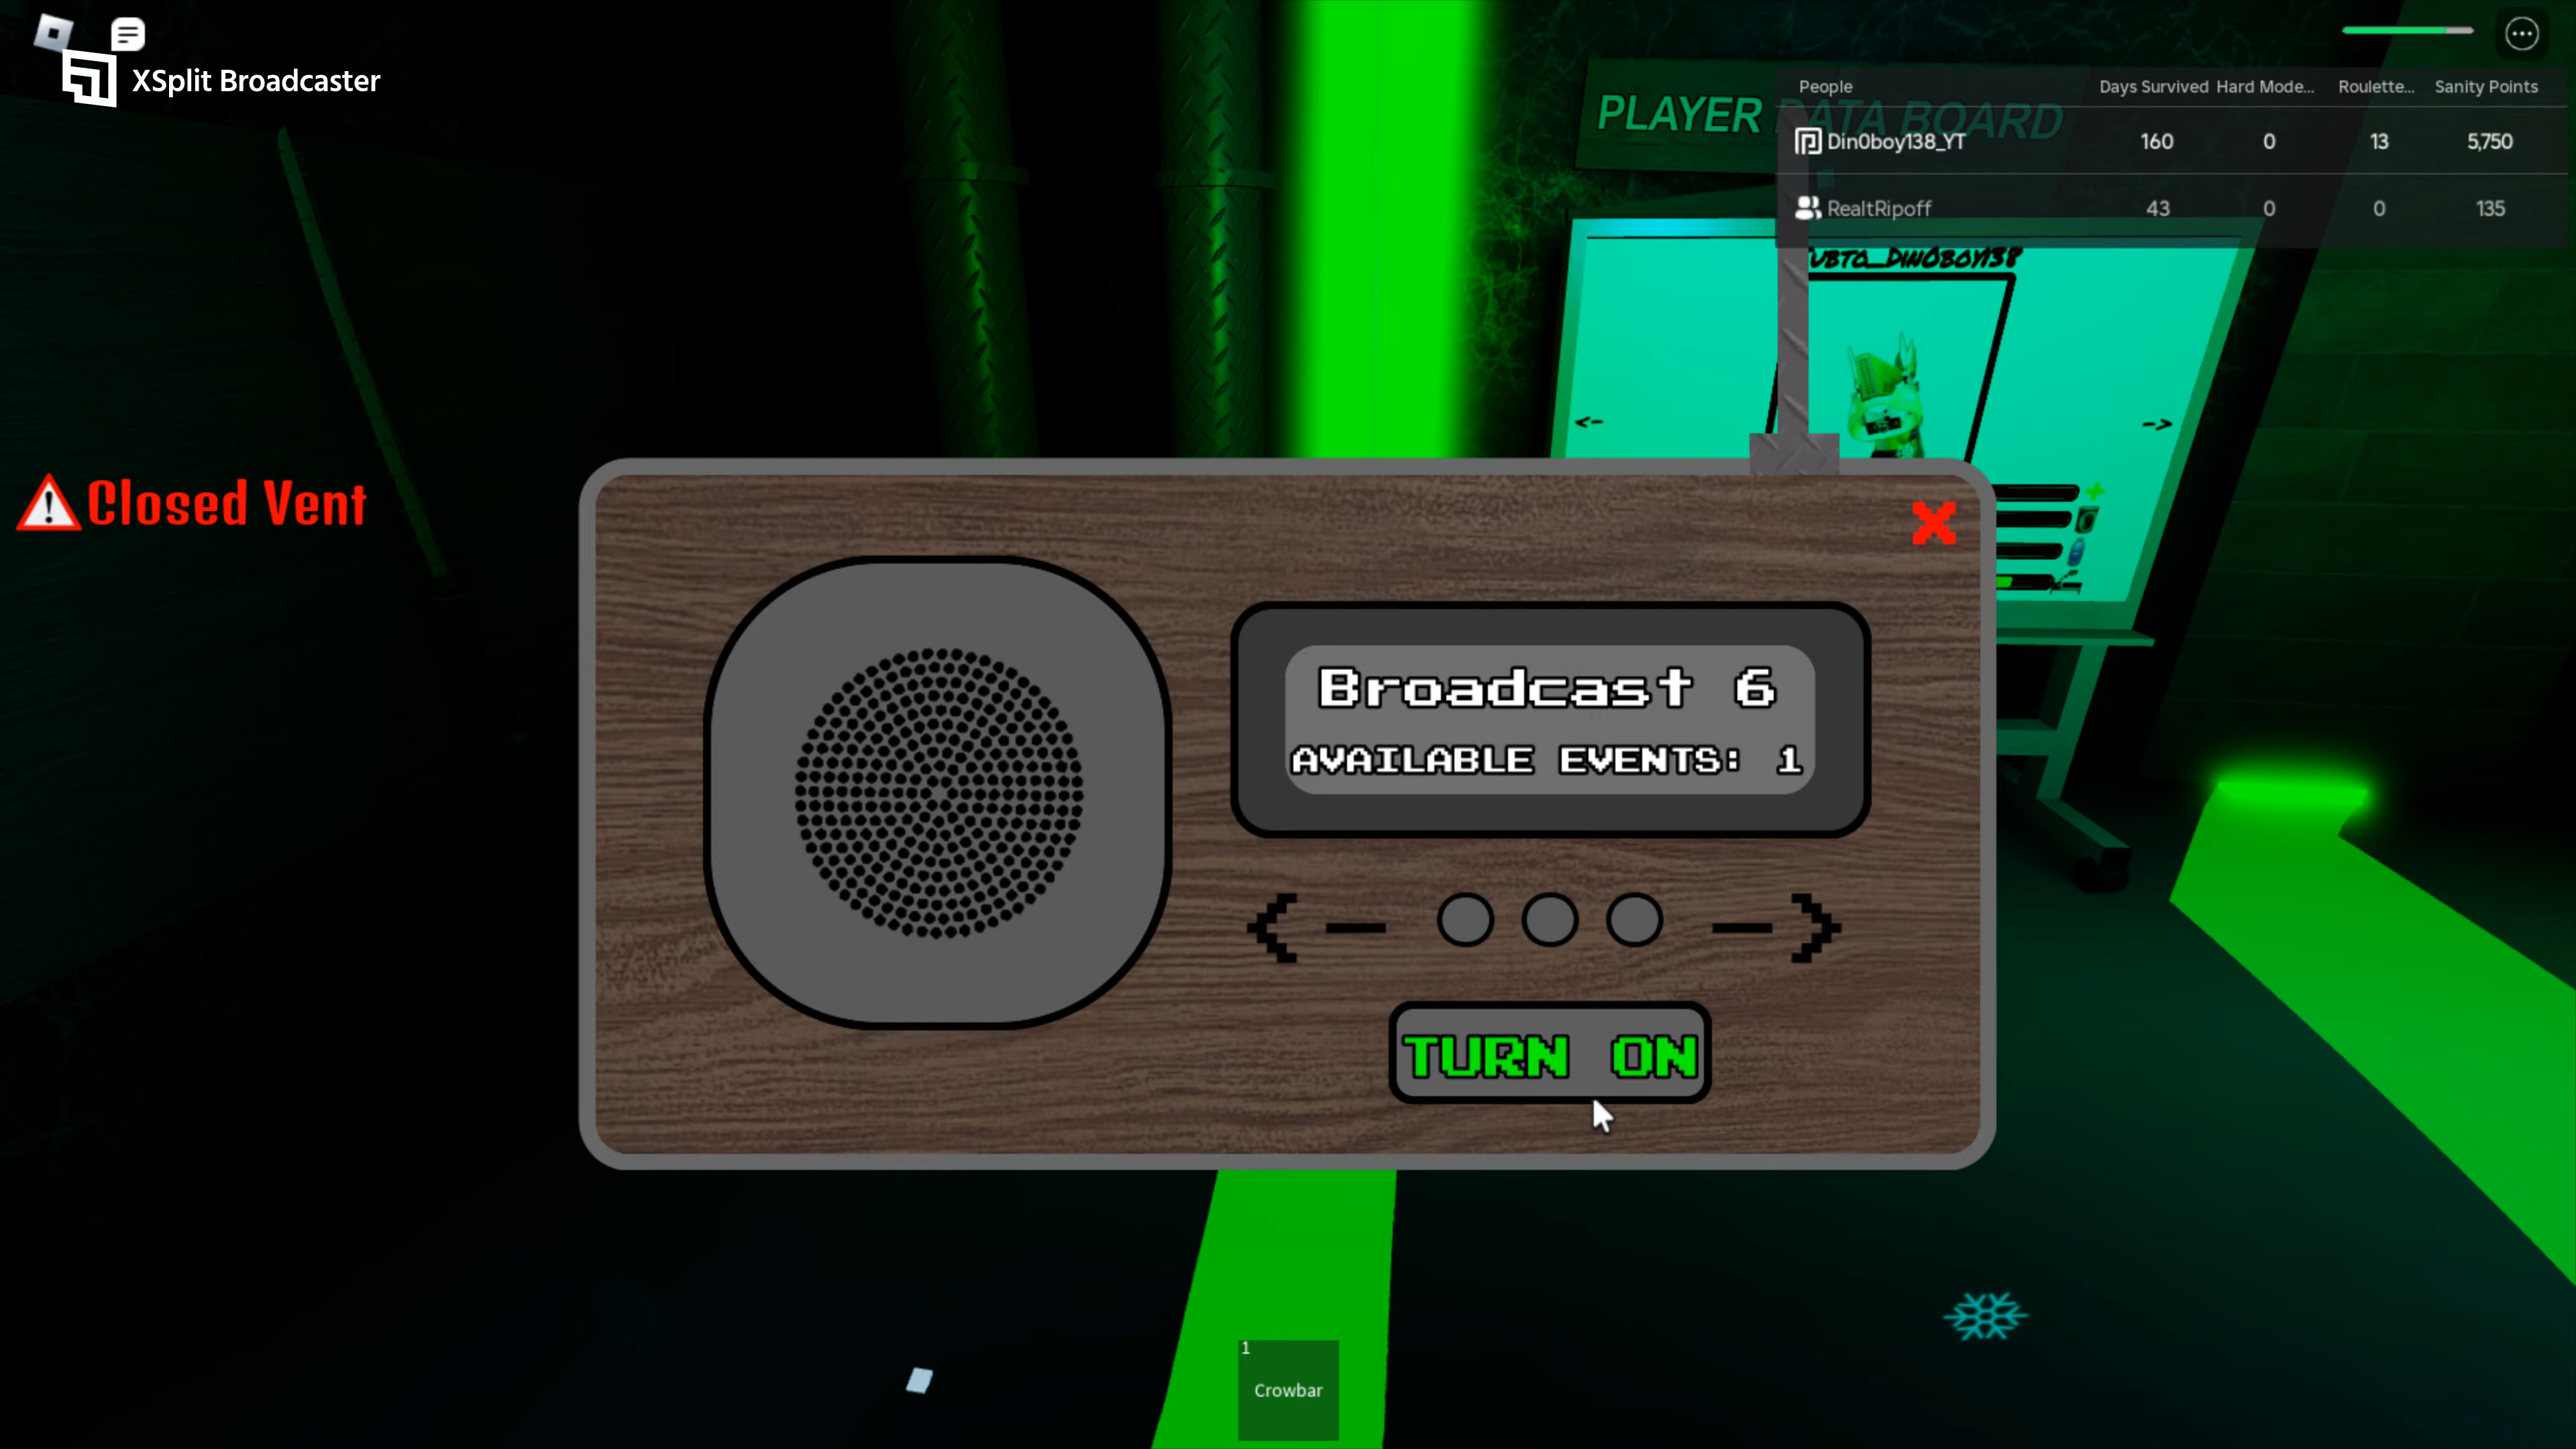 XSplit Broadcaster
People Days Survived Hard Mode... Roulette... Sanity Points
Din0boy138_YT 160 0 13 5,750
RealtRipoff 43 0 0 135
PLAYER DATA BOARD
UBTO_DIN0BOY138
<-
->
Closed Vent
X
Broadcast 6
AVAILABLE EVENTS: 1
<- ->
TURN ON
1
Crowbar